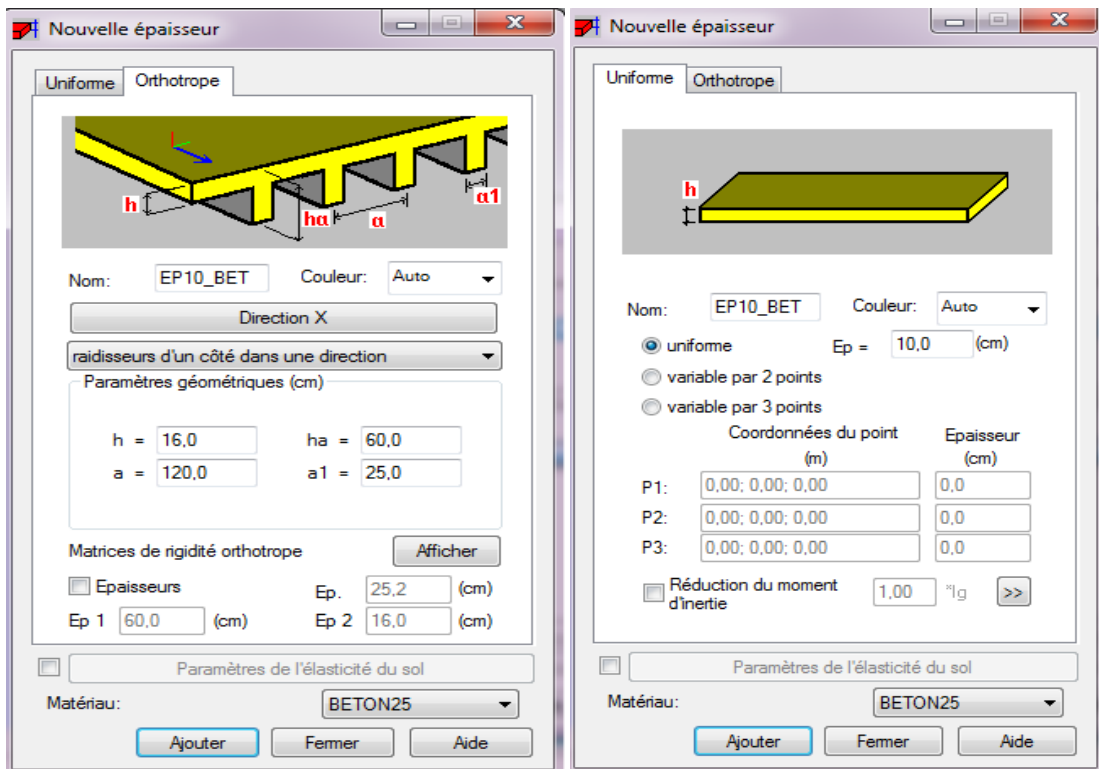 Nouvelle épaisseur
Uniforme Orthotrope
h
ha
a
a1
Nom: EP10_BET Couleur: Auto
Direction X
raidisseurs d'un côté dans une direction
Paramètres géométriques (cm)
h = 16,0 ha = 60,0
a = 120,0 a1 = 25,0
Matrices de rigidité orthotrope Afficher
Epaisseurs Ep. 25,2 (cm)
Ep 1 60,0 (cm) Ep 2 16,0 (cm)
Paramètres de l'élasticité du sol
Matériau: BETON25
Ajouter Fermer Aide
Nouvelle épaisseur
Uniforme Orthotrope
h
Nom: EP10_BET Couleur: Auto
uniforme Ep = 10,0 (cm)
variable par 2 points
variable par 3 points
Coordonnées du point Epaisseur
(m) (cm)
P1: 0,00; 0,00; 0,00 0,0
P2: 0,00; 0,00; 0,00 0,0
P3: 0,00; 0,00; 0,00 0,0
Réduction du moment
d'inertie 1,00 *Ig >>
Paramètres de l'élasticité du sol
Matériau: BETON25
Ajouter Fermer Aide